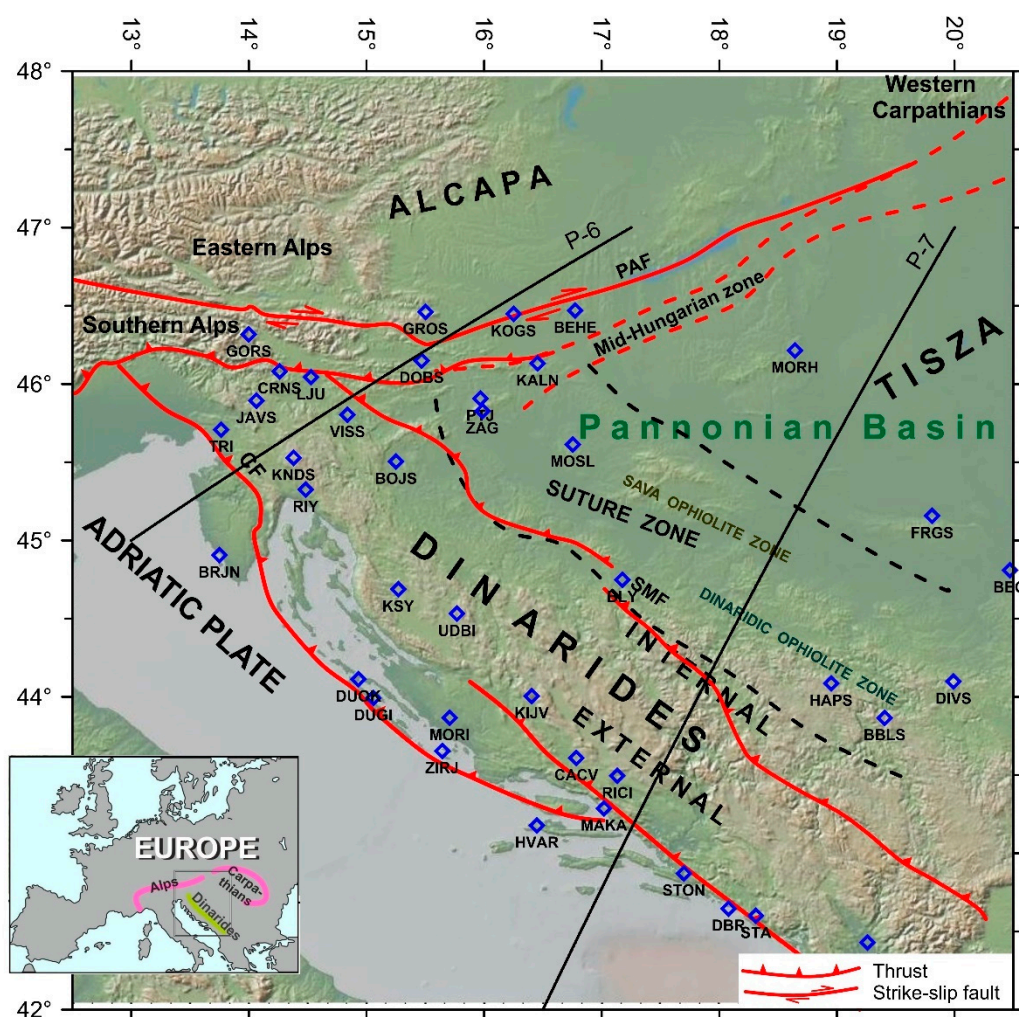 13°
14°
15°
16°
17°
18°
19°
20°
48°
47°
46°
45°
44°
43°
42°
Western
Carpathians
ALCAPA
Eastern Alps
P-6
P-7
PAF
Mid-Hungarian zone
Southern Alps
GORS
GROS
KOGS
BEHE
MORH
CRNS
LJU
DOBS
KALN
TISZA
JAVS
VISS
ZAG
Pannonian Basin
TRI
CF
KNDS
RIY
BOJS
MOSL
SAVA OPHIOLITE ZONE
SUTURE ZONE
FRGS
ADRIATIC PLATE
BRJN
DINARIDES
KSY
UDBI
BLY
SMF
DINARIDIC OPHIOLITE ZONE
INTERNAL
EXTERNAL
HAPS
DIVS
BBLS
DUOK
DUGI
MORI
ZIRJ
KIJV
CACV
RICI
MAKA
HVAR
STON
DBR
STA
EUROPE
Alps
Carpa-
thians
Dinarides
Thrust
Strike-slip fault